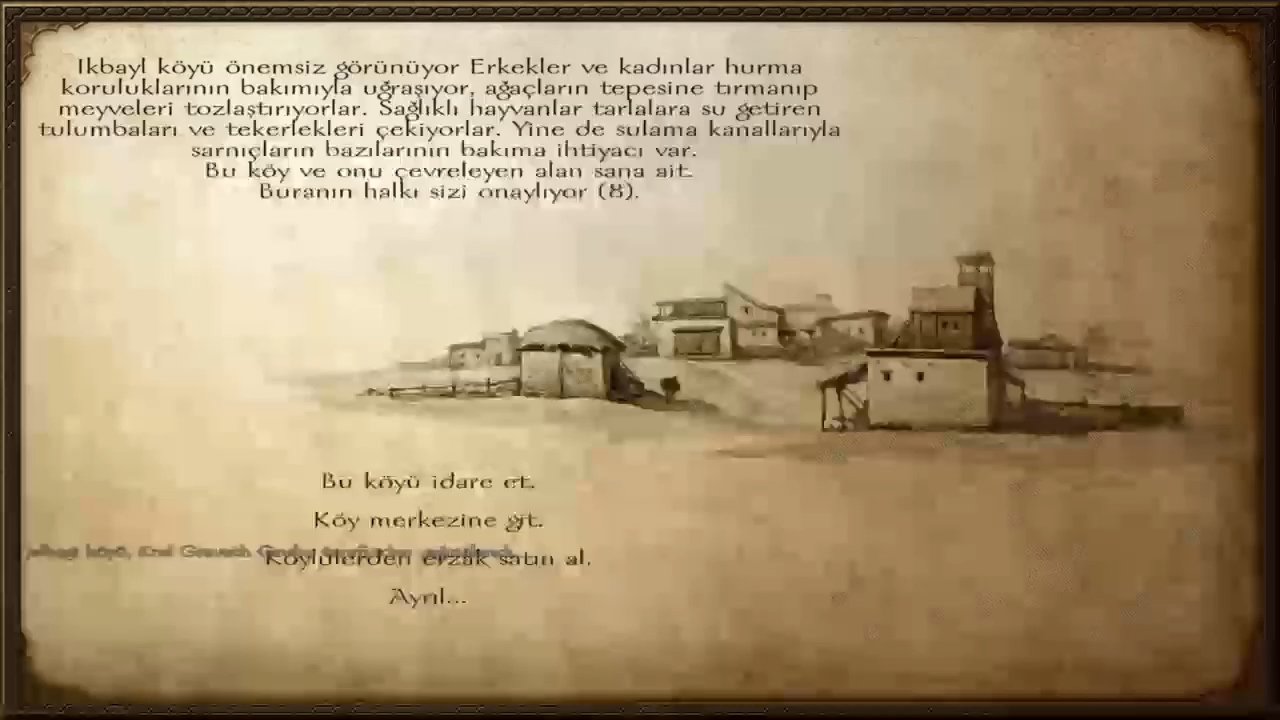 Ikbayl köyü önemsiz görünüyor Erkekler ve kadınlar hurma
koruluklarının bakımıyla uğraşıyor, ağaçların tepesine tırmanıp
meyveleri tozlaştırıyorlar. Sağlıklı hayvanlar tarlalara su getiren
tulumbaları ve tekerlekleri çekiyorlar. Yine de sulama kanallarıyla
sarnıçların bazılarının bakıma ihtiyacı var.
Bu köy ve onu çevreleyen alan sana ait.
Buranın halkı sizi onaylıyor (8).
Bu köyü idare et.
Köy merkezine git.
köyü,
Köylülerden erzak satın al.
Ayrıl...